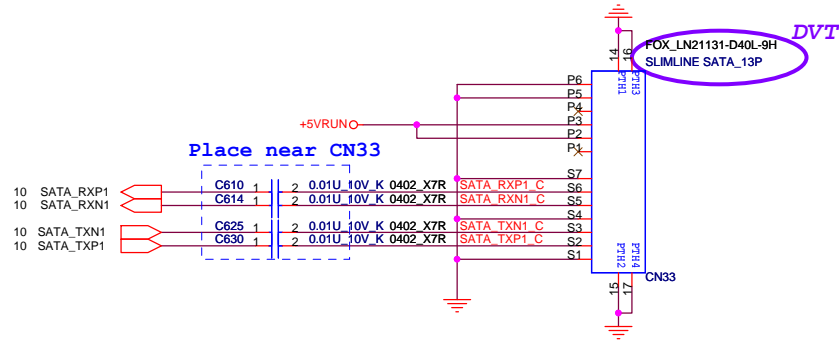 DVT
FOX_LN21131-D40L-9H
SLIMLINE SATA_13P
14
16
PTH1
PTH3
P6
P5
P4
+5VRUN
P3
P2
P1
Place near CN33
S7
10 SATA_RXP1 C610 1 2 0.01U_10V_K 0402_X7R SATA_RXP1_C S6
10 SATA_RXN1 C614 1 2 0.01U_10V_K 0402_X7R SATA_RXN1_C S5
S4
10 SATA_TXN1 C625 1 2 0.01U_10V_K 0402_X7R SATA_TXN1_C S3
10 SATA_TXP1 C630 1 2 0.01U_10V_K 0402_X7R SATA_TXP1_C S2
S1
PTH2
PTH4
CN33
15
17